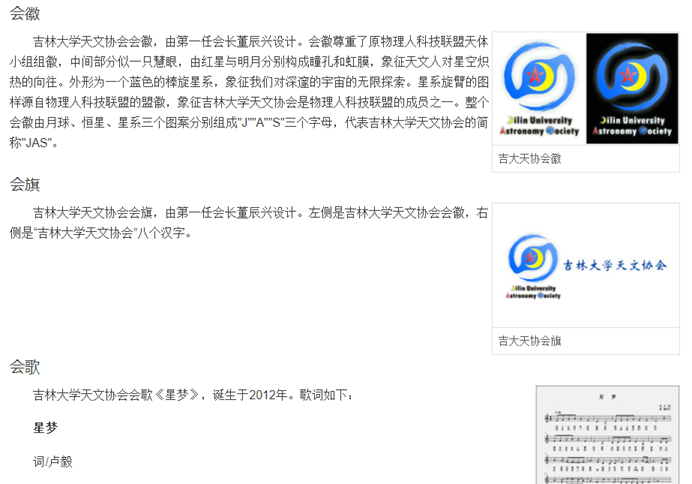 会徽
吉林大学天文协会会徽，由第一任会长董辰兴设计。会徽尊重了原物理人科技联盟天体
小组组徽，中间部分似一只慧眼，由红星与明月分别构成瞳孔和虹膜，象征天文人对星空炽
热的向往。外形为一个蓝色的棒旋星系，象征我们对深邃的宇宙的无限探索。星系旋臂的图
样源自物理人科技联盟的盟徽，象征吉林大学天文协会是物理人科技联盟的成员之一。整个
会徽由月球、恒星、星系三个图案分别组成"J""A""S"三个字母，代表吉林大学天文协会的简
称"JAS"。
Jilin University
Astronomy Society
Jilin University
Astronomy Society
吉大天协会徽
会旗
吉林大学天文协会会旗，由第一任会长董辰兴设计。左侧是吉林大学天文协会会徽，右
侧是“吉林大学天文协会”八个汉字。
吉林大学天文协会
Jilin University
Astronomy Society
吉大天协会旗
会歌
吉林大学天文协会会歌《星梦》，诞生于2012年。歌词如下：
星梦
词/卢毅
星 梦